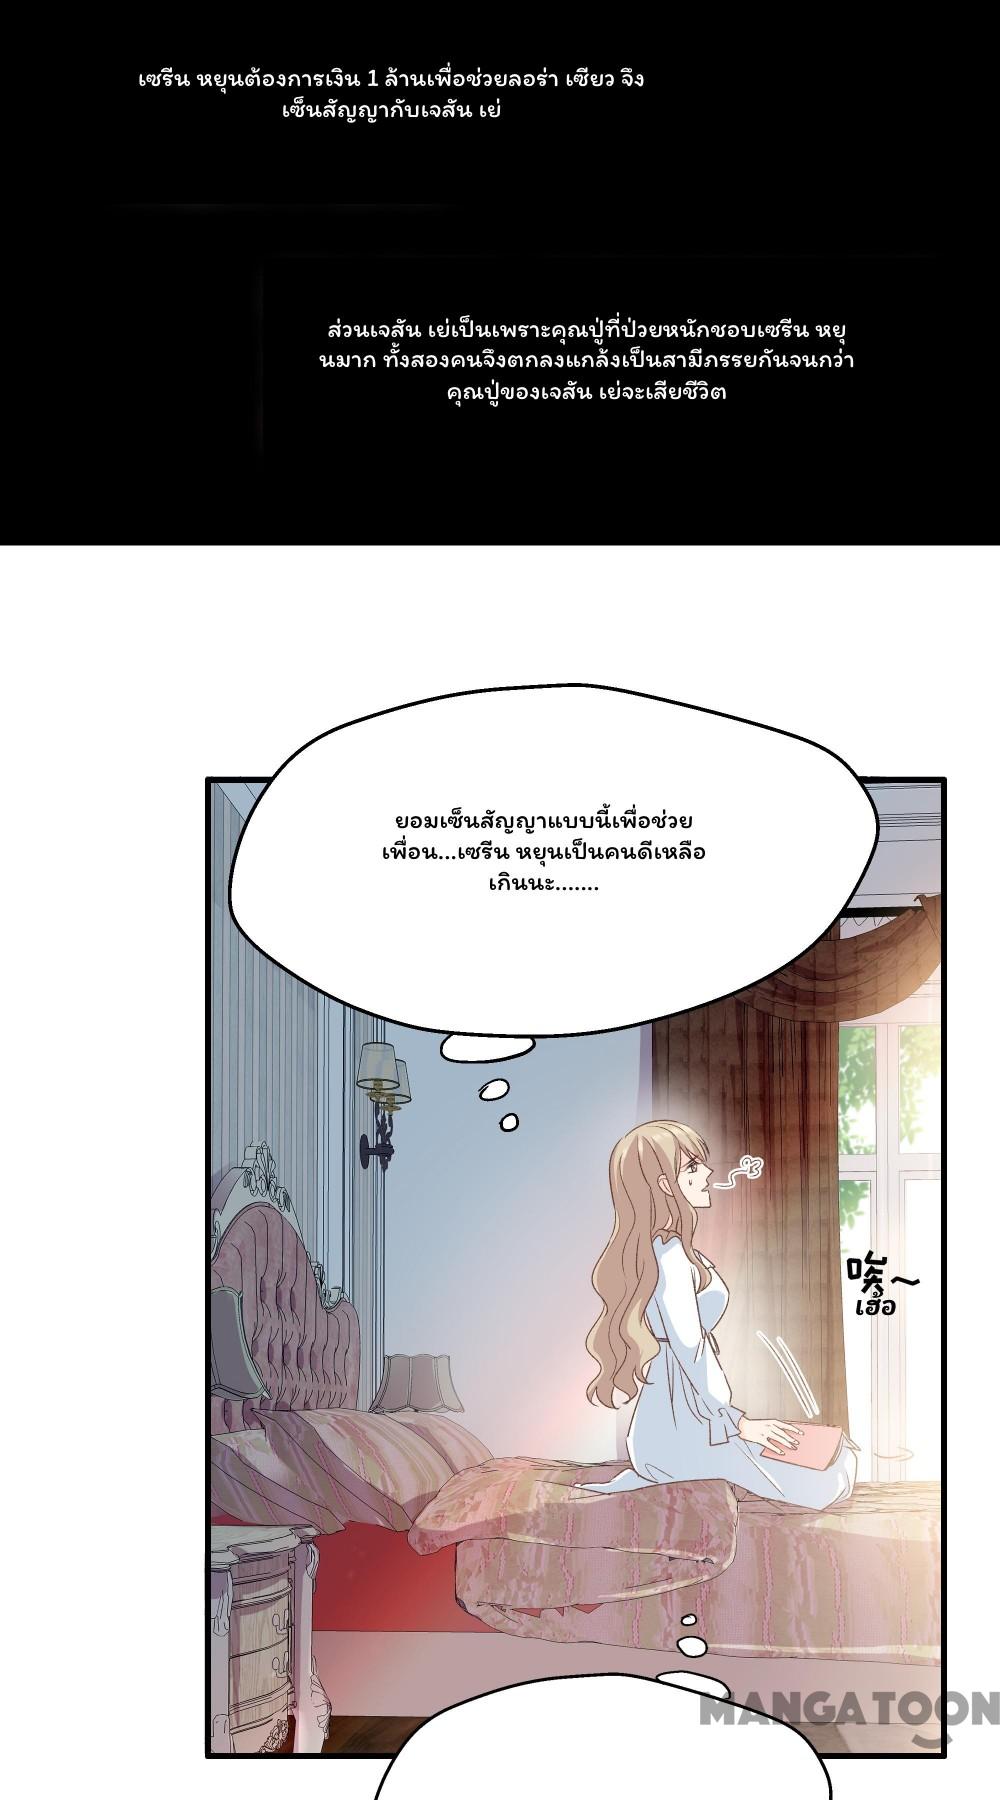 เซรีน หยุนต้องการเงิน 1 ล้านเพื่อช่วยลอร่า เซียว จึง
เซ็นสัญญากับเจสัน เย่
ส่วนเจสัน เย่เป็นเพราะคุณปู่ที่ป่วยหนักชอบเซรีน หยุ
นมาก ทั้งสองคนจึงตกลงแกล้งเป็นสามีภรรยกันจนกว่า
คุณปู่ของเจสัน เย่จะเสียชีวิต
ยอมเซ็นสัญญาแบบนี้เพื่อช่วย
เพื่อน...เซรีน หยุนเป็นคนดีเหลือ
เกินนะ.......
唉~
เฮ้อ
MANGATOON